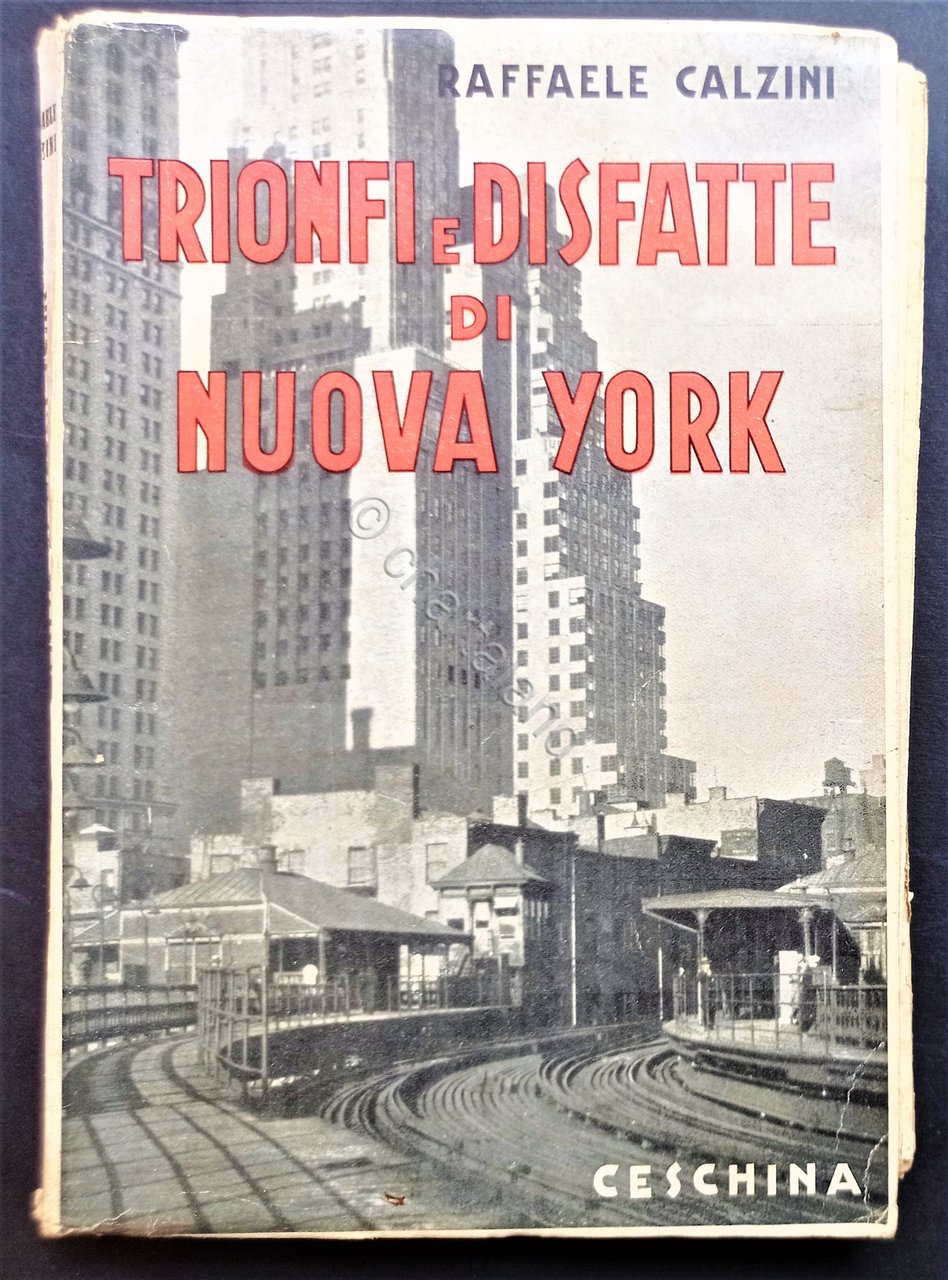 RAFFAELE CALZINI
TRIONFI E DISFATTE
DI
NUOVA YORK
CESCHINA